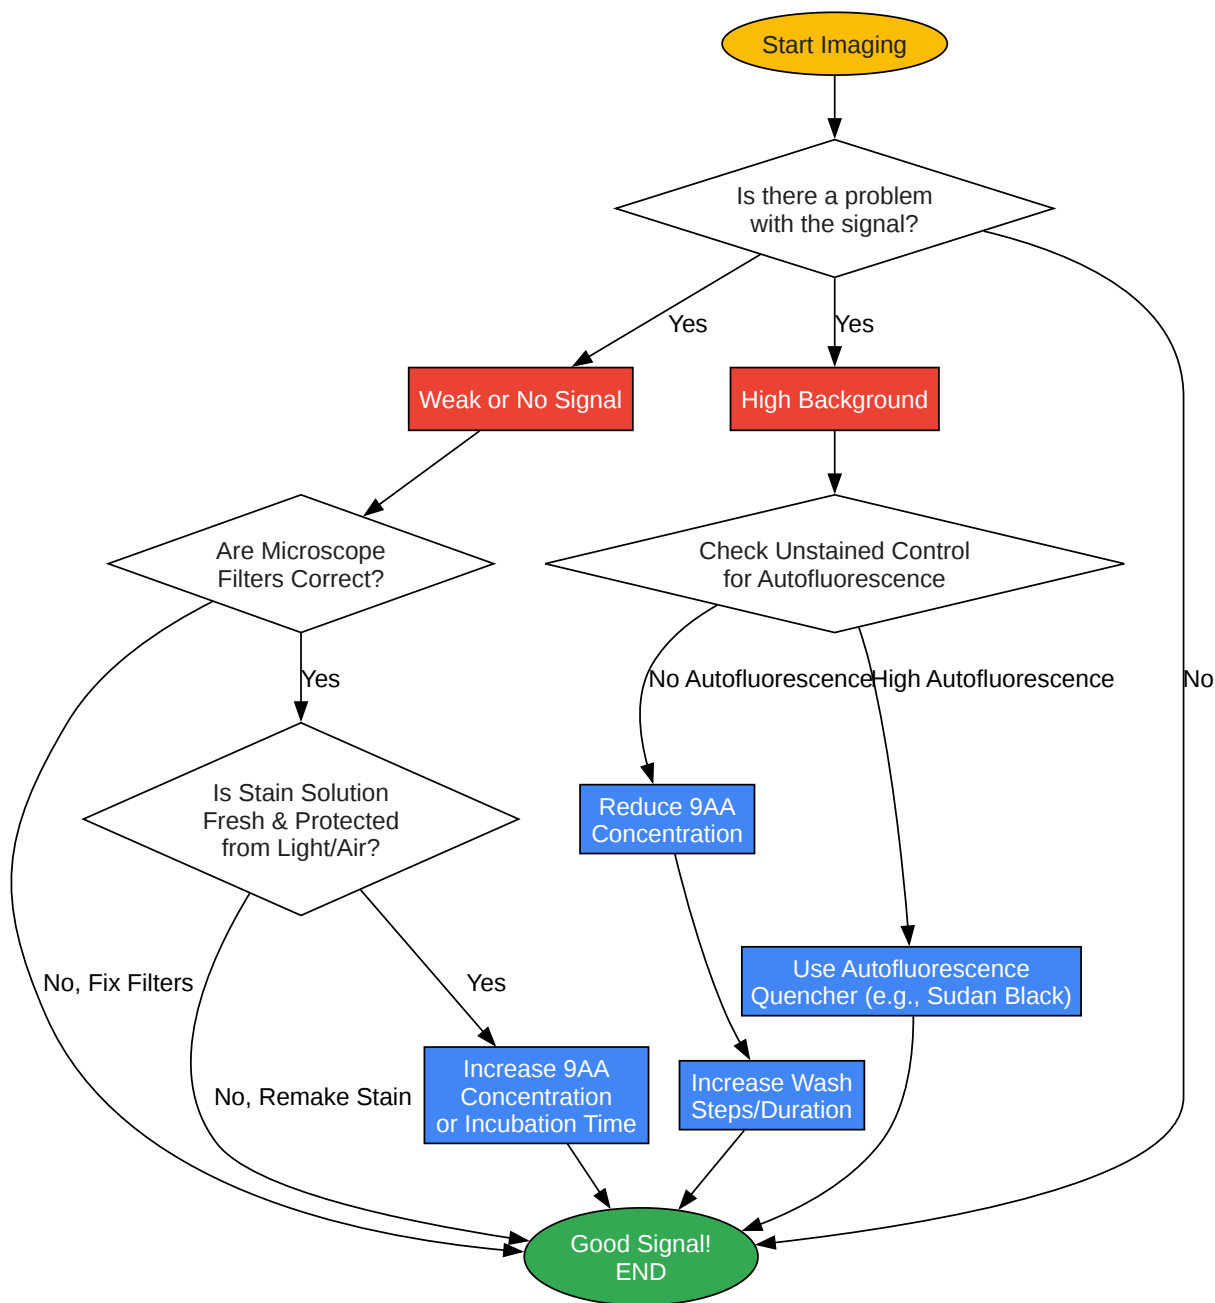 Start Imaging
Is there a problem
with the signal?
Yes
Yes
Weak or No Signal
High Background
Are Microscope
Filters Correct?
Check Unstained Control
for Autofluorescence
Yes
No Autofluorescence
High Autofluorescence
No
Is Stain Solution
Fresh & Protected
from Light/Air?
Reduce 9AA
Concentration
No, Fix Filters
Yes
Use Autofluorescence
Quencher (e.g., Sudan Black)
No, Remake Stain
Increase 9AA
Concentration
or Incubation Time
Increase Wash
Steps/Duration
Good Signal!
END